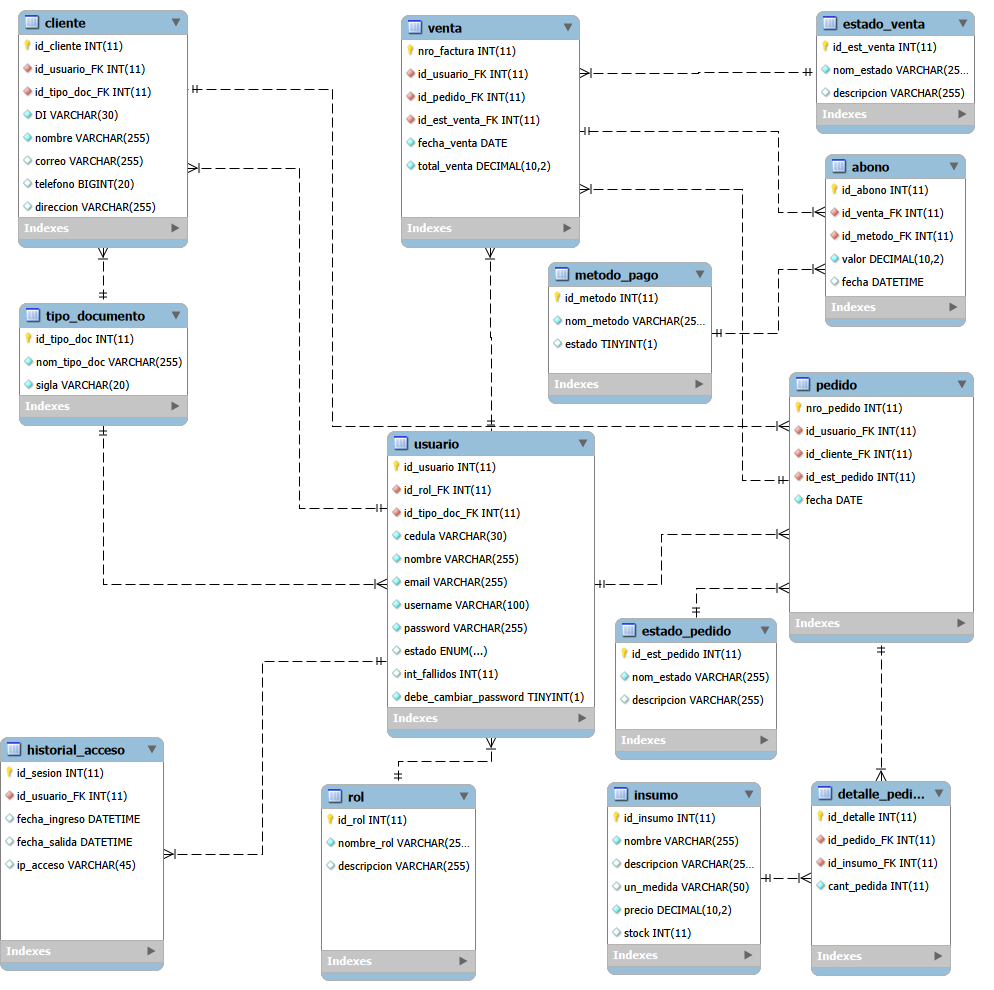 cliente
id_cliente INT(11)
id_usuario_FK INT(11)
id_tipo_doc_FK INT(11)
DI VARCHAR(30)
nombre VARCHAR(255)
correo VARCHAR(255)
telefono BIGINT(20)
direccion VARCHAR(255)
Indexes
venta
nro_factura INT(11)
id_usuario_FK INT(11)
id_pedido_FK INT(11)
id_est_venta_FK INT(11)
fecha_venta DATE
total_venta DECIMAL(10,2)
Indexes
estado_venta
id_est_venta INT(11)
nom_estado VARCHAR(25...
descripcion VARCHAR(255)
Indexes
abono
id_abono INT(11)
id_venta_FK INT(11)
id_metodo_FK INT(11)
valor DECIMAL(10,2)
fecha DATETIME
Indexes
metodo_pago
id_metodo INT(11)
nom_metodo VARCHAR(25...
estado TINYINT(1)
Indexes
tipo_documento
id_tipo_doc INT(11)
nom_tipo_doc VARCHAR(255)
sigla VARCHAR(20)
Indexes
pedido
nro_pedido INT(11)
id_usuario_FK INT(11)
id_cliente_FK INT(11)
id_est_pedido INT(11)
fecha DATE
Indexes
usuario
id_usuario INT(11)
id_rol_FK INT(11)
id_tipo_doc_FK INT(11)
cedula VARCHAR(30)
nombre VARCHAR(255)
email VARCHAR(255)
username VARCHAR(100)
password VARCHAR(255)
estado ENUM(...)
int_fallidos INT(11)
debe_cambiar_password TINYINT(1)
Indexes
estado_pedido
id_est_pedido INT(11)
nom_estado VARCHAR(255)
descripcion VARCHAR(255)
Indexes
historial_acceso
id_sesion INT(11)
id_usuario_FK INT(11)
fecha_ingreso DATETIME
fecha_salida DATETIME
ip_acceso VARCHAR(45)
Indexes
rol
id_rol INT(11)
nombre_rol VARCHAR(25...
descripcion VARCHAR(255)
Indexes
insumo
id_insumo INT(11)
nombre VARCHAR(255)
descripcion VARCHAR(25...
un_medida VARCHAR(50)
precio DECIMAL(10,2)
stock INT(11)
Indexes
detalle_pedi...
id_detalle INT(11)
id_pedido_FK INT(11)
id_insumo_FK INT(11)
cant_pedida INT(11)
Indexes